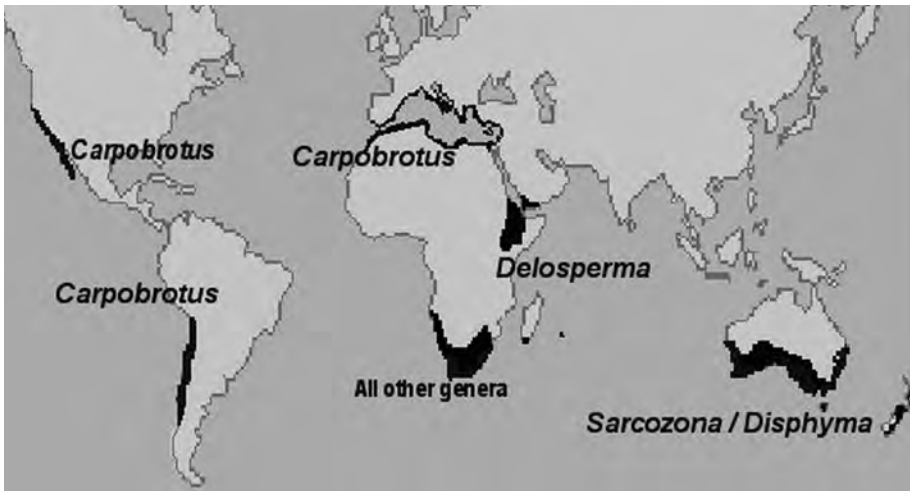 Carpobrotus
Carpobrotus
Delosperma
Carpobrotus
All other genera
Sarcozona / Disphyma